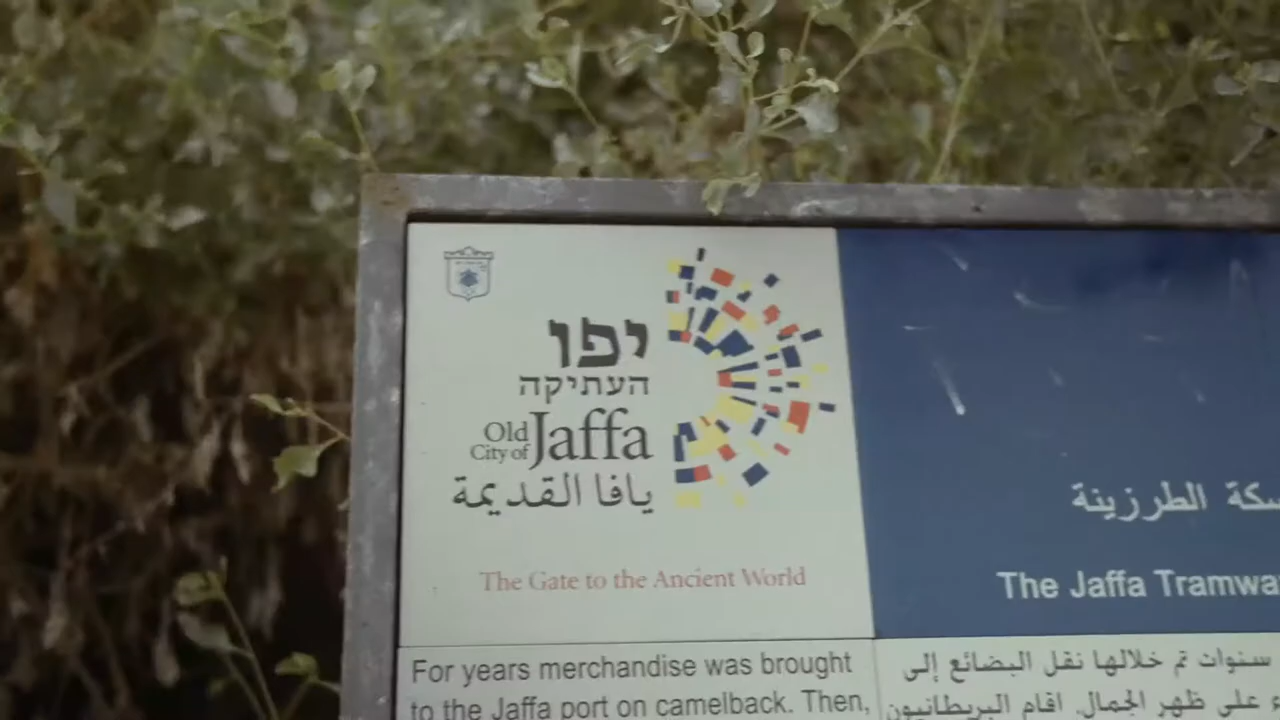 יפו
העתיקה
Old
City of Jaffa
يافا القديمة
The Gate to the Ancient World
سكة الطرزينة
The Jaffa Tramwa
For years merchandise was brought
to the Jaffa port on camelback. Then,
سنوات تم خلالها نقل البضائع إلى
على ظهر الجمال. اقام البريطانيون